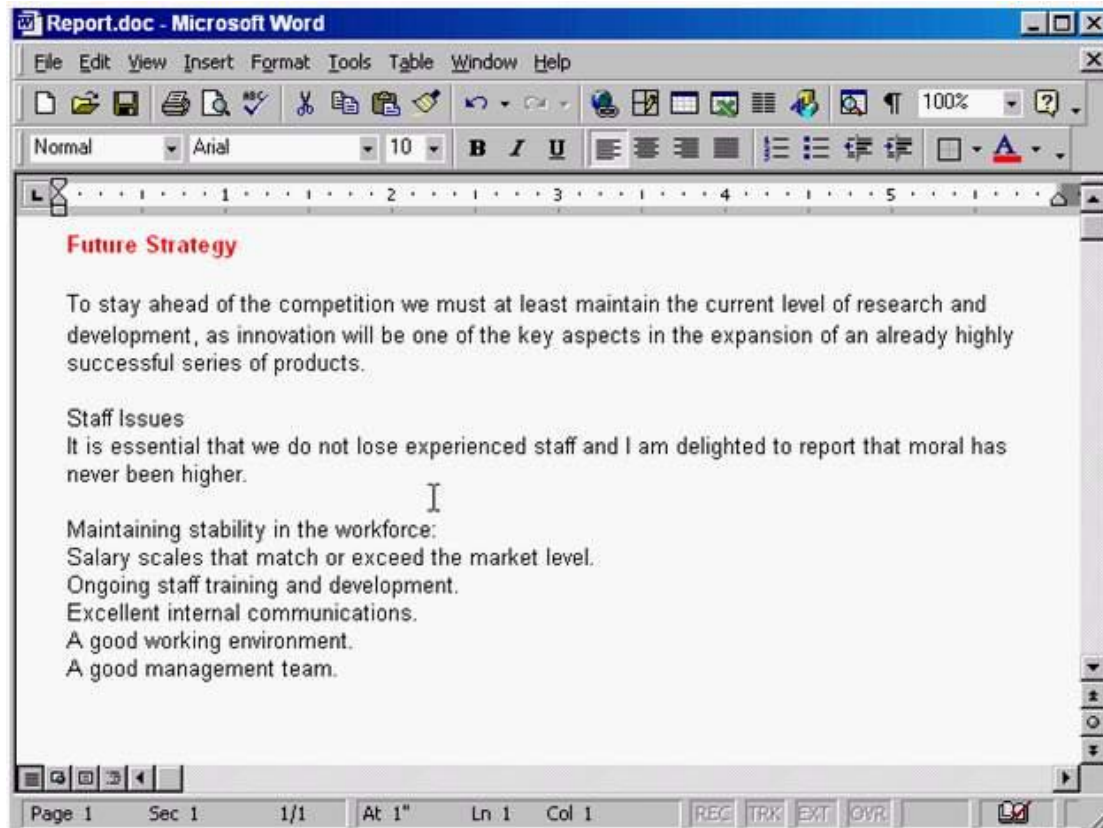 Report.doc - Microsoft Word
File Edit View Insert Format Tools Table Window Help
ABC 100%
Normal Arial 10 B I U A
1 2 3 4 5
Future Strategy
To stay ahead of the competition we must at least maintain the current level of research and
development, as innovation will be one of the key aspects in the expansion of an already highly
successful series of products.
Staff Issues
It is essential that we do not lose experienced staff and I am delighted to report that moral has
never been higher.
Maintaining stability in the workforce:
Salary scales that match or exceed the market level.
Ongoing staff training and development.
Excellent internal communications.
A good working environment.
A good management team.
Page 1 Sec 1 1/1 At 1" Ln 1 Col 1 REC TRK EXT OVR